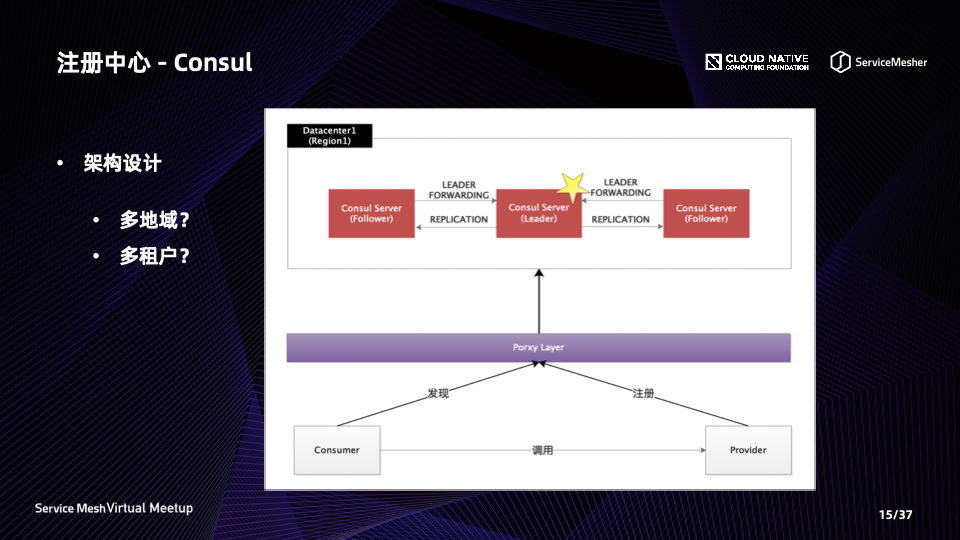 注册中心 - Consul
CLOUD NATIVE
COMPUTING FOUNDATION
ServiceMesher
• 架构设计
• 多地域？
• 多租户？
Datacenter1
(Region1)
LEADER
FORWARDING
LEADER
FORWARDING
Consul Server
(Follower)
Consul Server
(Leader)
Consul Server
(Follower)
REPLICATION
REPLICATION
Porxy Layer
发现
注册
Consumer
调用
Provider
Service Mesh Virtual Meetup
15/37